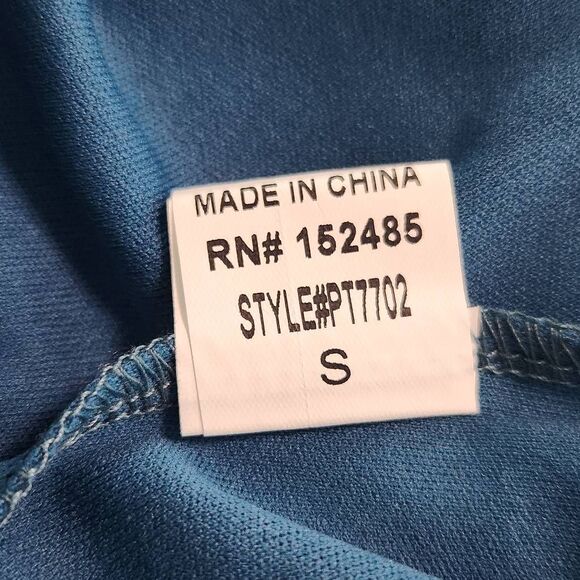 MADE IN CHINA
RN# 152485
STYLE#PT7702
S